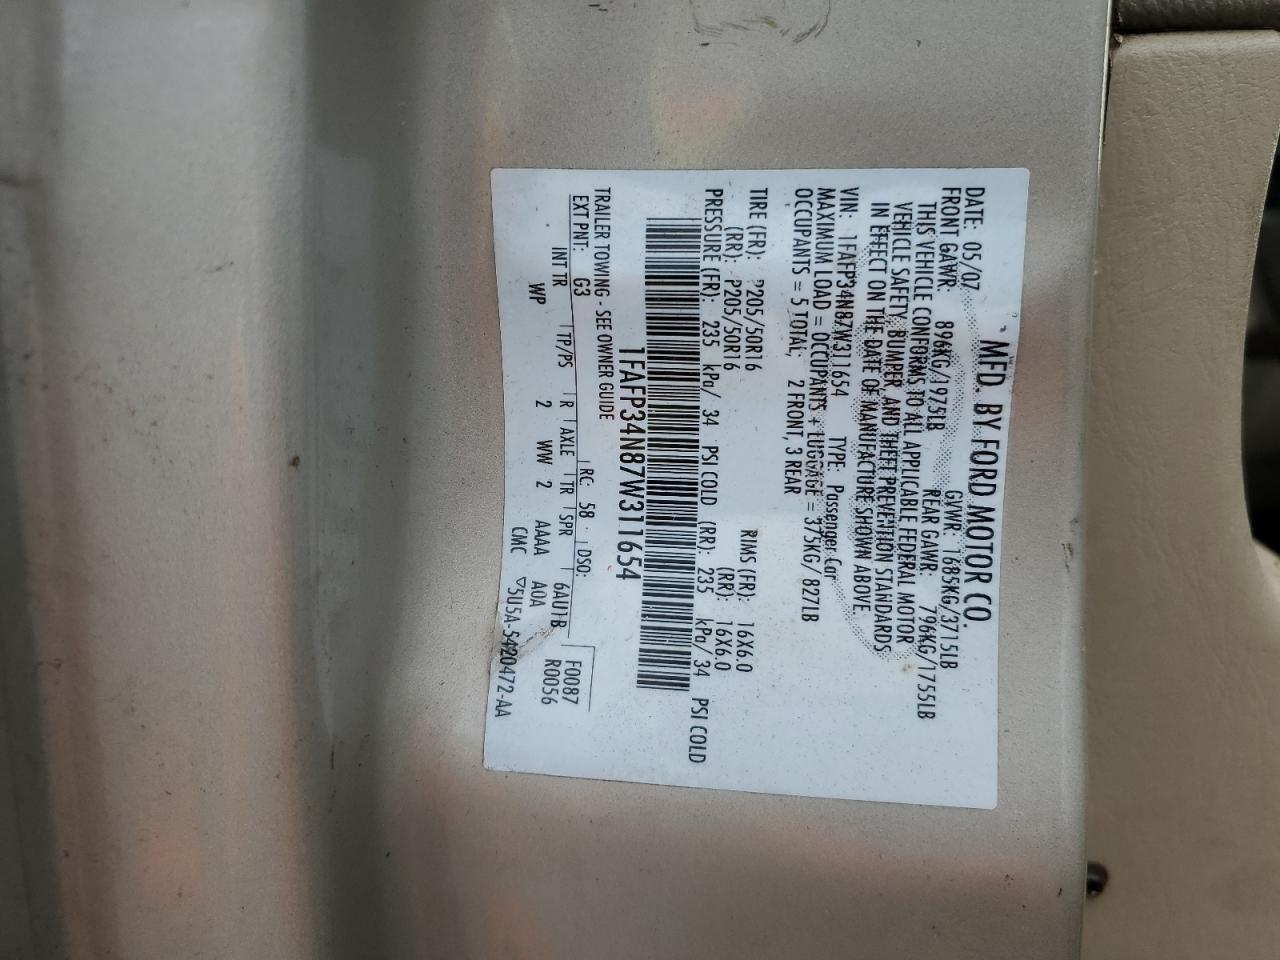 MFD. BY FORD MOTOR CO
DATE: 05/07 GVWR: 1685KG/3715LB
FRONT GAWR: 896KG/1975LB REAR GAWR: 796KG/1755LB
THIS VEHICLE CONFORMS TO ALL APPLICABLE FEDERAL MOTOR
VEHICLE SAFETY, BUMPER, AND THEFT PREVENTION STANDARDS
IN EFFECT ON THE DATE OF MANUFACTURE SHOWN ABOVE.
VIN: 1FAFP34N87W311654 TYPE: Passenger Car
MAXIMUM LOAD = OCCUPANTS + LUGGAGE = 375KG/ 827LB
OCCUPANTS = 5 TOTAL; 2 FRONT, 3 REAR
TIRE (FR): P205/50R16 RIMS (FR): 16X6.0
(RR): P205/50R16 (RR): 16X6.0
PRESSURE (FR): 235 kPa/ 34 PSI COLD (RR): 235 kPa/ 34 PSI COLD
1FAFP34N87W311654
TRAILER TOWING - SEE OWNER GUIDE
EXT PNT: G3 RC: 58 DSO: F0087
INT TR TP/PS R AXLE TR SPR 6AU1B R0056
WP 2 WW 2 AAAA A0A
CMC ▽5U5A-5420472-AA